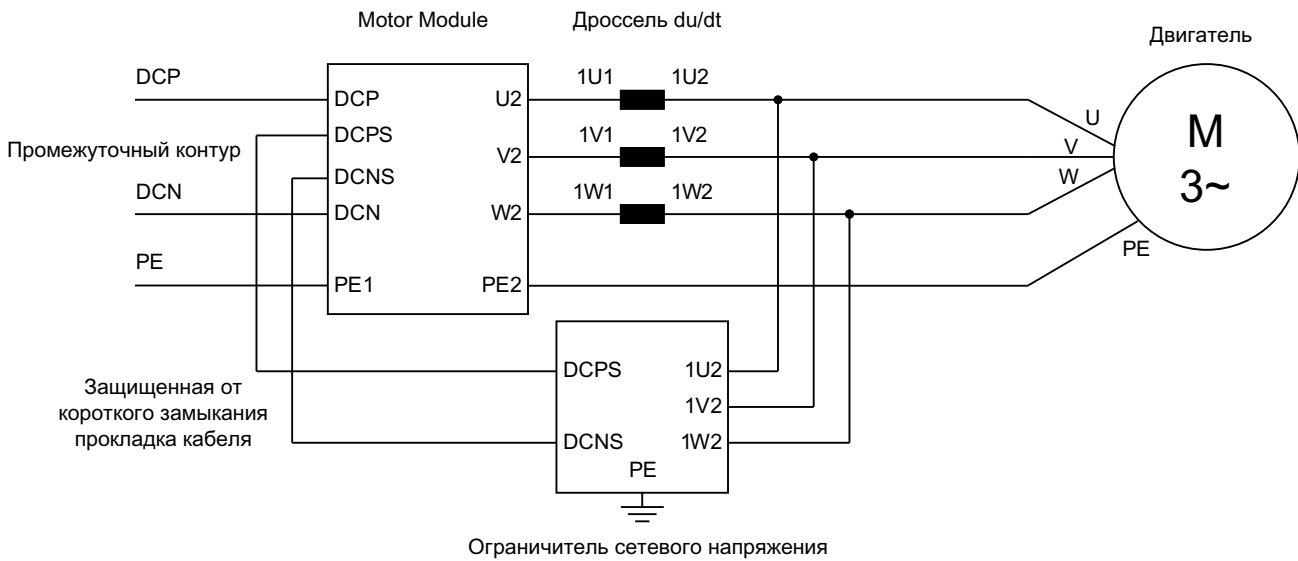 Motor Module
Дроссель du/dt
Двигатель
DCP
DCP
U2
1U1
1U2
U
DCPS
Промежуточный контур
V2
1V1
1V2
V
M
3~
DCNS
W
DCN
DCN
W2
1W1
1W2
PE
PE
PE1
PE2
DCPS
1U2
Защищенная от
короткого замыкания
прокладка кабеля
1V2
DCNS
1W2
PE
Ограничитель сетевого напряжения